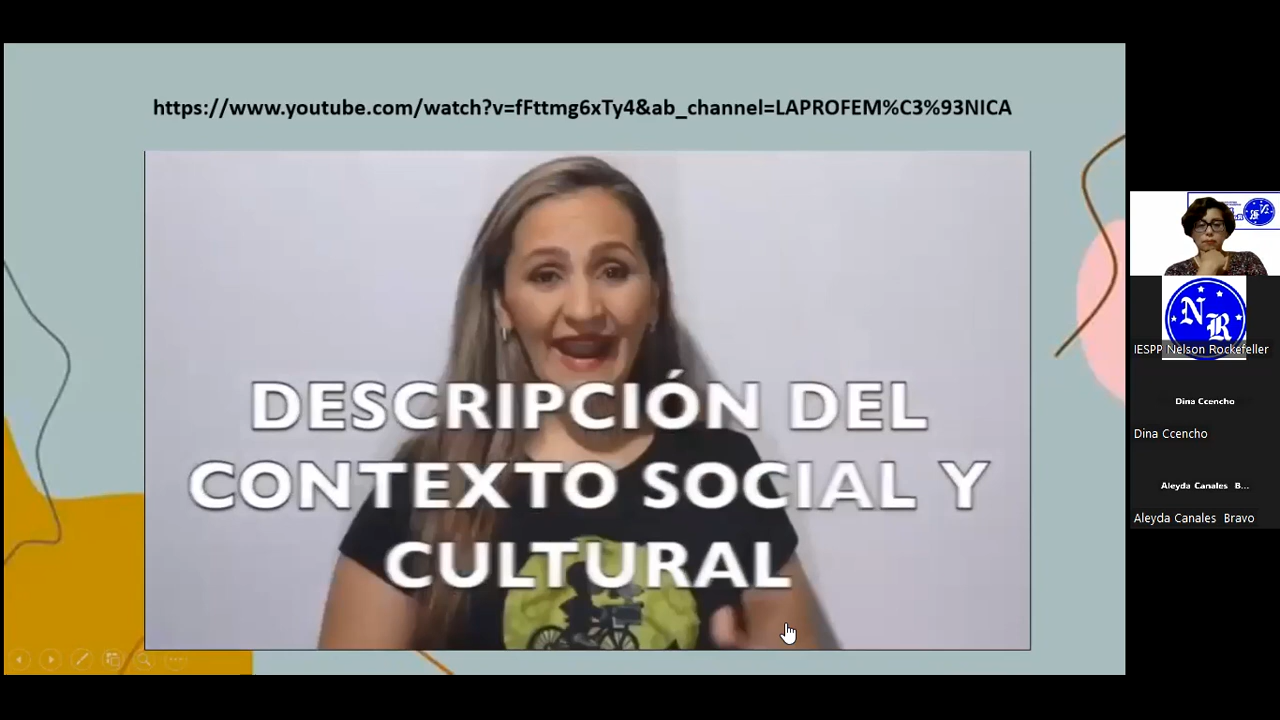 https://www.youtube.com/watch?v=fFttmg6xTy4&ab_channel=LAPROFEM%C3%93NICA
DESCRIPCIÓN DEL
CONTEXTO SOCIAL Y
CULTURAL
N
R
IESPP Nelson Rockefeller
Dina Ccencho
Dina Ccencho
Aleyda Canales B...
Aleyda Canales Bravo